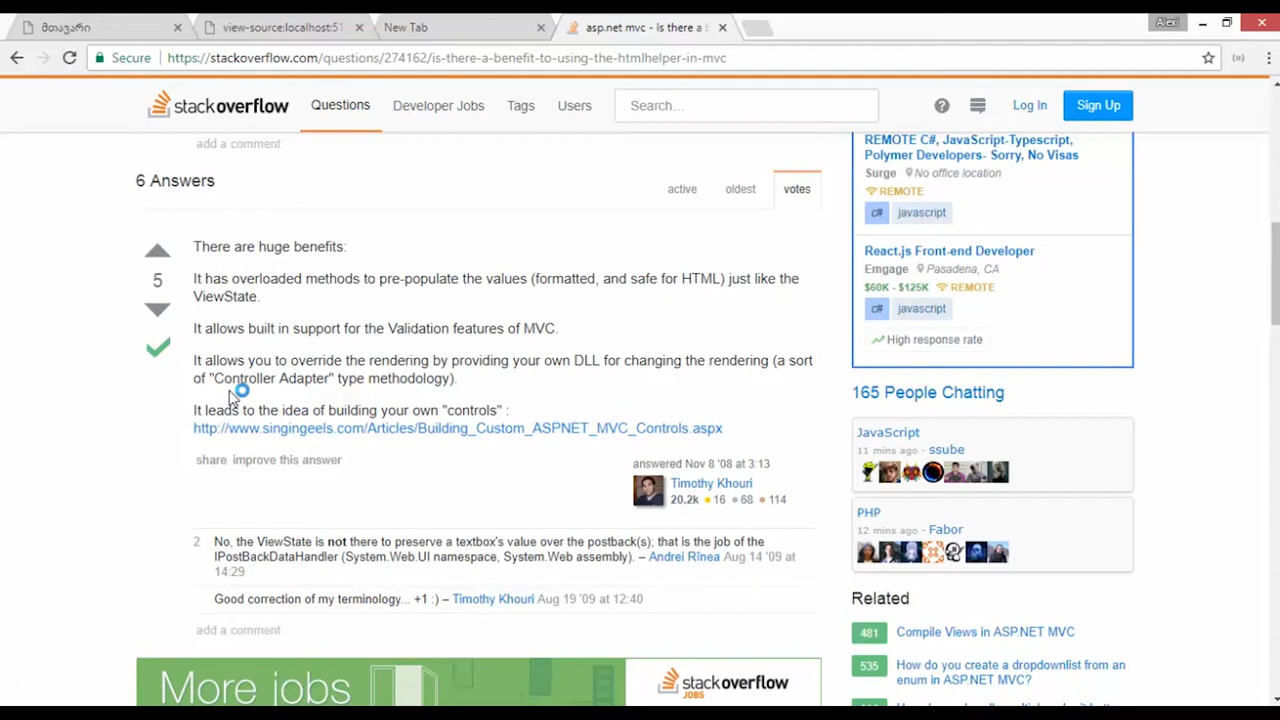 მთავარი
view-source:localhost:51
New Tab
asp.net mvc - Is there a b
Alexi
Secure
https://stackoverflow.com/questions/274162/is-there-a-benefit-to-using-the-htmlhelper-in-mvc
stackoverflow
Questions
Developer Jobs
Tags
Users
Search...
Log In
Sign Up
add a comment
6 Answers
active
oldest
votes
There are huge benefits:
5
It has overloaded methods to pre-populate the values (formatted, and safe for HTML) just like the
ViewState.
It allows built in support for the Validation features of MVC.
It allows you to override the rendering by providing your own DLL for changing the rendering (a sort
of "Controller Adapter" type methodology).
It leads to the idea of building your own "controls" :
http://www.singingeels.com/Articles/Building_Custom_ASPNET_MVC_Controls.aspx
share improve this answer
answered Nov 8 '08 at 3:13
Timothy Khouri
20.2k 16 68 114
2 No, the ViewState is not there to preserve a textbox's value over the postback(s); that is the job of the
IPostBackDataHandler (System.Web.UI namespace, System.Web assembly). – Andrei Rînea Aug 14 '09 at
14:29
Good correction of my terminology... +1 :) – Timothy Khouri Aug 19 '09 at 12:40
add a comment
More jobs
stackoverflow
JOBS
REMOTE C#, JavaScript-Typescript,
Polymer Developers- Sorry, No Visas
Surge No office location
REMOTE
c# javascript
React.js Front-end Developer
Emgage Pasadena, CA
$60K - $125K REMOTE
c# javascript
High response rate
165 People Chatting
JavaScript
11 mins ago - ssube
PHP
12 mins ago - Fabor
Related
481 Compile Views in ASP.NET MVC
535 How do you create a dropdownlist from an
enum in ASP.NET MVC?